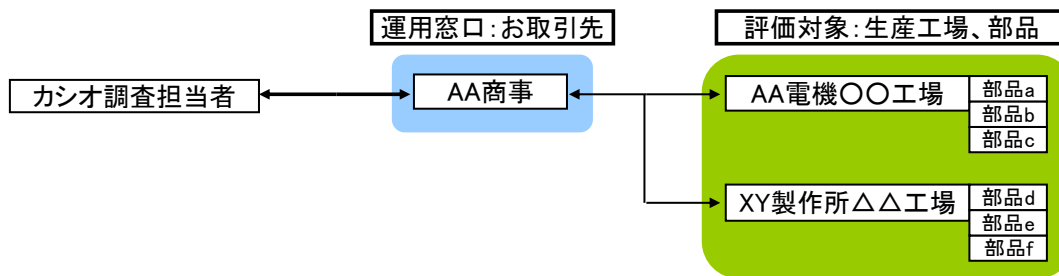 運用窓口：お取引先
評価対象：生産工場、部品
カシオ調査担当者
AA商事
AA電機〇〇工場
部品a
部品b
部品c
XY製作所△△工場
部品d
部品e
部品f